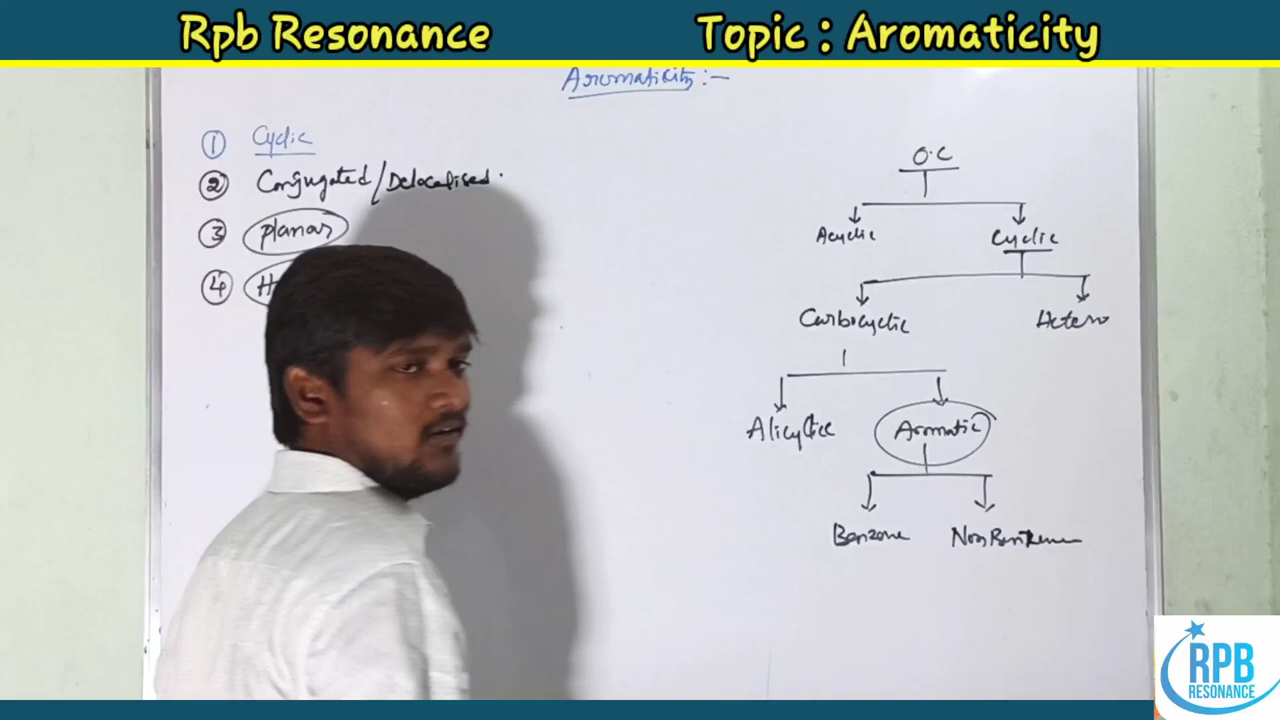 Rpb Resonance
Topic : Aromaticity
Aromaticity :-
① Cyclic
② Conjugated / Delocalised.
③ planar
④ H
O.C
Acyclic
Cyclic
Carbocyclic
Hetero
Alicyclic
Aromatic
Benzene
Non Benzene
RPB
RESONANCE